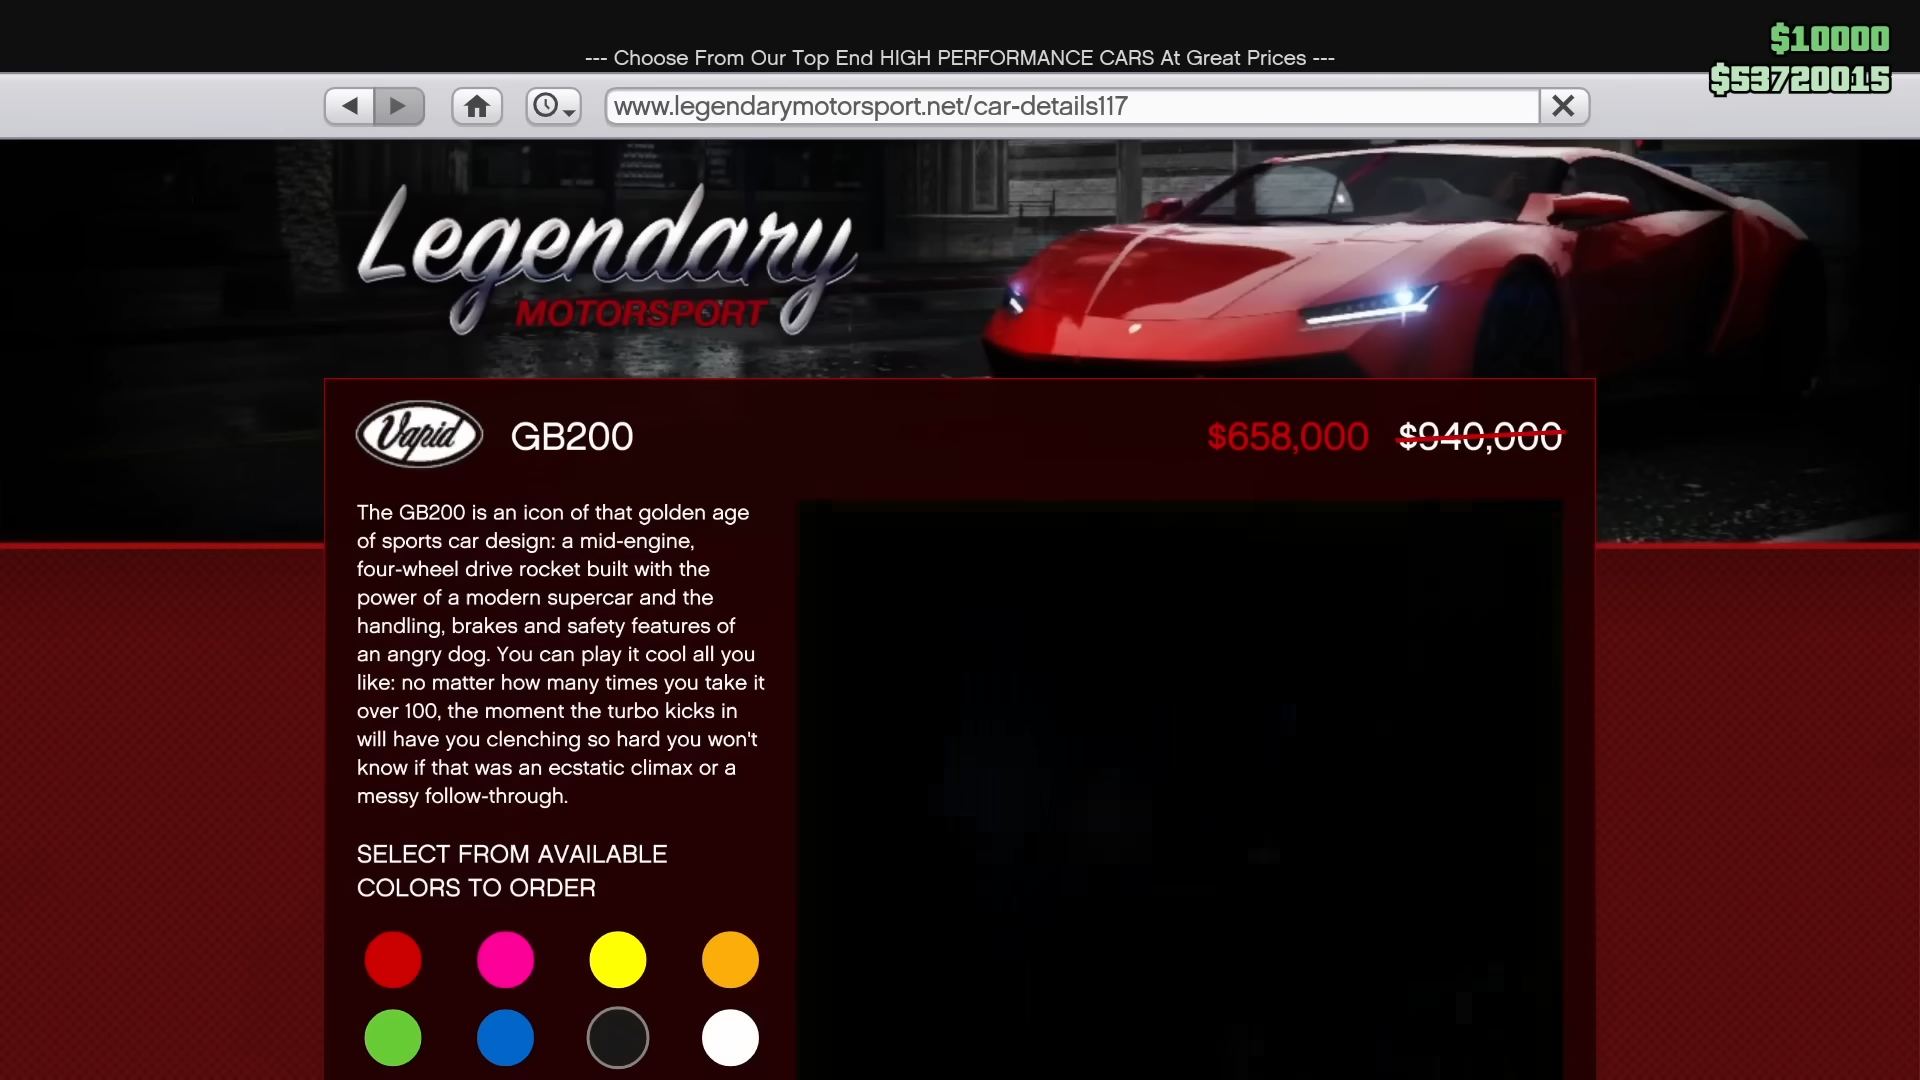 $10000
--- Choose From Our Top End HIGH PERFORMANCE CARS At Great Prices ---
$53720015
www.legendarymotorsport.net/car-details117
Legendary
MOTORSPORT
Vapid
GB200
$658,000 $940,000
The GB200 is an icon of that golden age
of sports car design: a mid-engine,
four-wheel drive rocket built with the
power of a modern supercar and the
handling, brakes and safety features of
an angry dog. You can play it cool all you
like: no matter how many times you take it
over 100, the moment the turbo kicks in
will have you clenching so hard you won't
know if that was an ecstatic climax or a
messy follow-through.
SELECT FROM AVAILABLE
COLORS TO ORDER